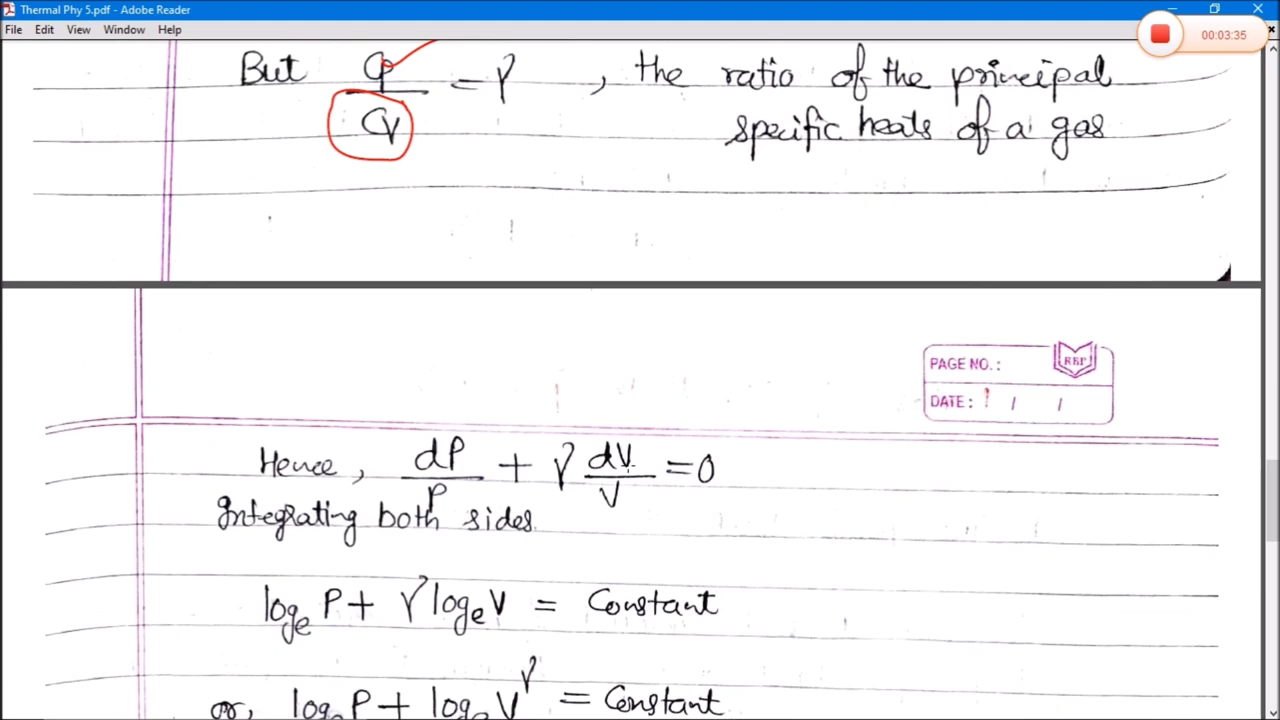 Thermal Phy 5.pdf - Adobe Reader
File Edit View Window Help
00:03:35
But Cp/Cv = γ , the ratio of the principal
specific heats of a gas
PAGE NO.:
RBP
DATE: / /
Hence, dP/P + γ dV/V = 0
Integrating both sides
logₑ P + γ logₑ V = Constant
or, logₑ P + logₑ V^γ = Constant